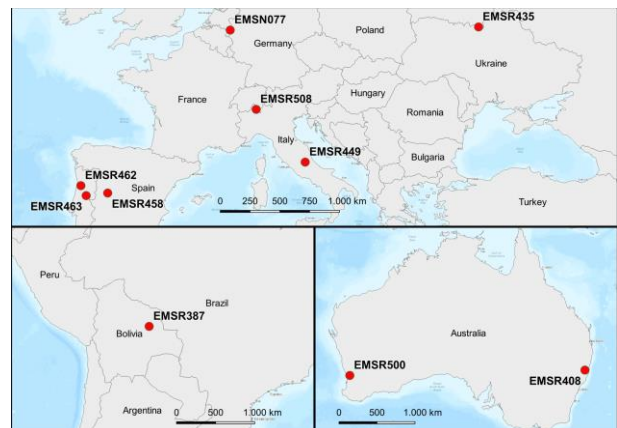 EMSN077
EMSR435
Poland
Germany
Ukraine
EMSR508
France
Hungary
Romania
Italy
EMSR449
Bulgaria
EMSR462
Spain
EMSR463
EMSR458
Turkey
0 250 500 750 1.000 km
Peru
Brazil
EMSR387
Bolivia
Argentina
0 500 1.000 km
Australia
EMSR500
EMSR408
0 500 1.000 km